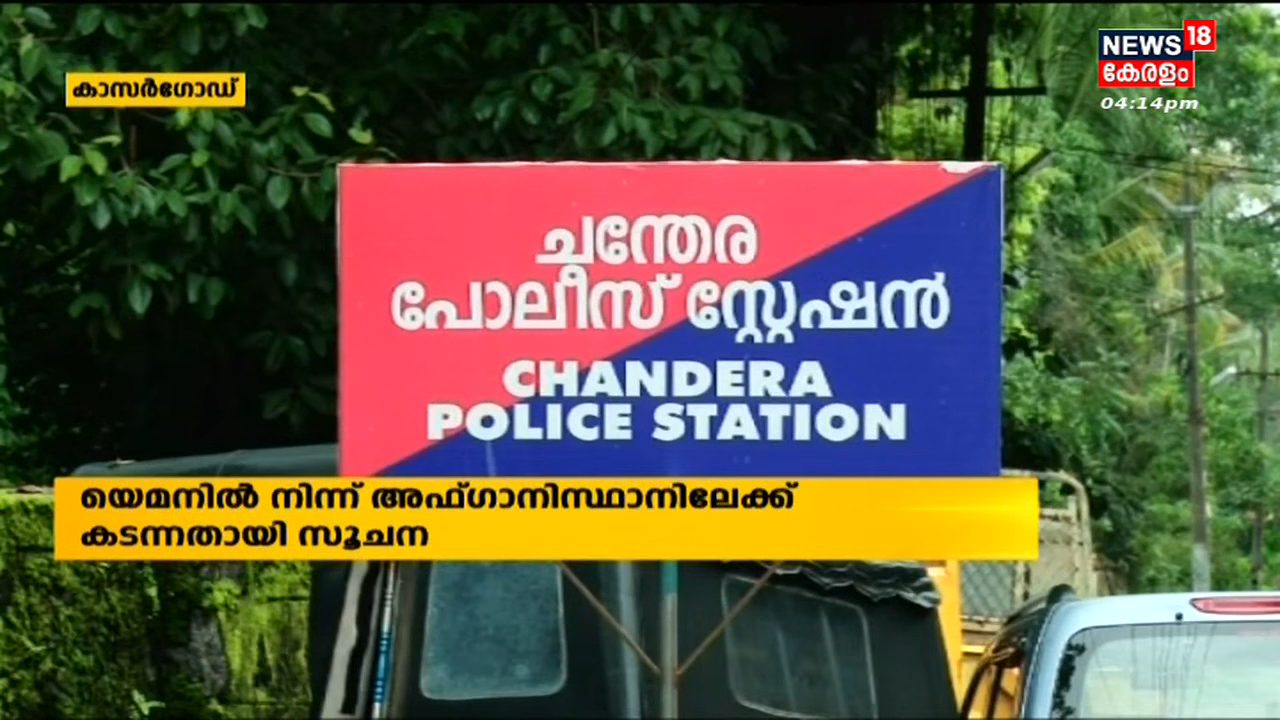 കാസർഗോഡ്
NEWS 18
കേരളം
04:14pm
ചന്തേര
പോലീസ് സ്റ്റേഷൻ
CHANDERA
POLICE STATION
യെമനിൽ നിന്ന് അഫ്ഗാനിസ്ഥാനിലേക്ക്
കടന്നതായി സൂചന